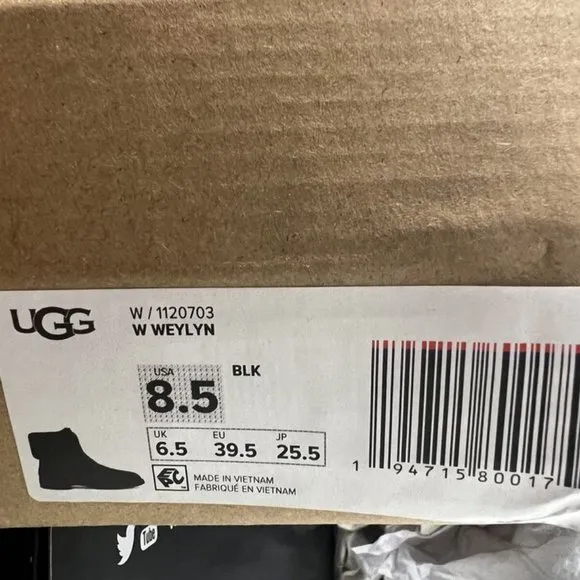 UGG
W / 1120703
W WEYLYN
USA
8.5
BLK
UK EU JP
6.5 39.5 25.5
MADE IN VIETNAM
FABRIQUÉ EN VIETNAM
1 94715 80017
Tube